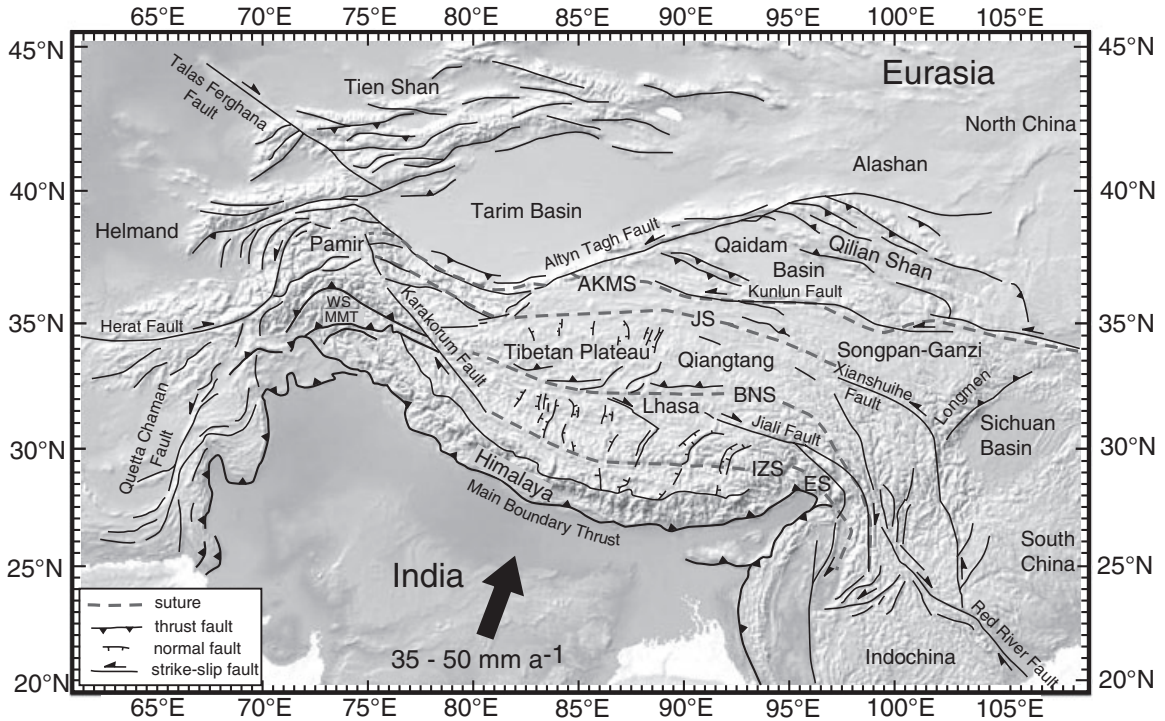 65°E 70°E 75°E 80°E 85°E 90°E 95°E 100°E 105°E
45°N 45°N
Talas Ferghana
Fault
Tien Shan
Eurasia
North China
Alashan
40°N 40°N
Helmand
Tarim Basin
Pamir
Altyn Tagh Fault
Qaidam
Basin
Qilian Shan
AKMS
Kunlun Fault
WS
MMT
Karakorum Fault
Herat Fault
35°N 35°N
JS
Tibetan Plateau
Qiangtang
Songpan-Ganzi
Xianshuihe
Fault
Longmen
BNS
Lhasa
Jiali Fault
Sichuan
Basin
Quetta Chaman
Fault
30°N 30°N
Himalaya
Main Boundary Thrust
IZS
ES
South
China
25°N 25°N
India
35 - 50 mm a-1
suture
thrust fault
normal fault
strike-slip fault
Indochina
Red River Fault
20°N 20°N
65°E 70°E 75°E 80°E 85°E 90°E 95°E 100°E 105°E